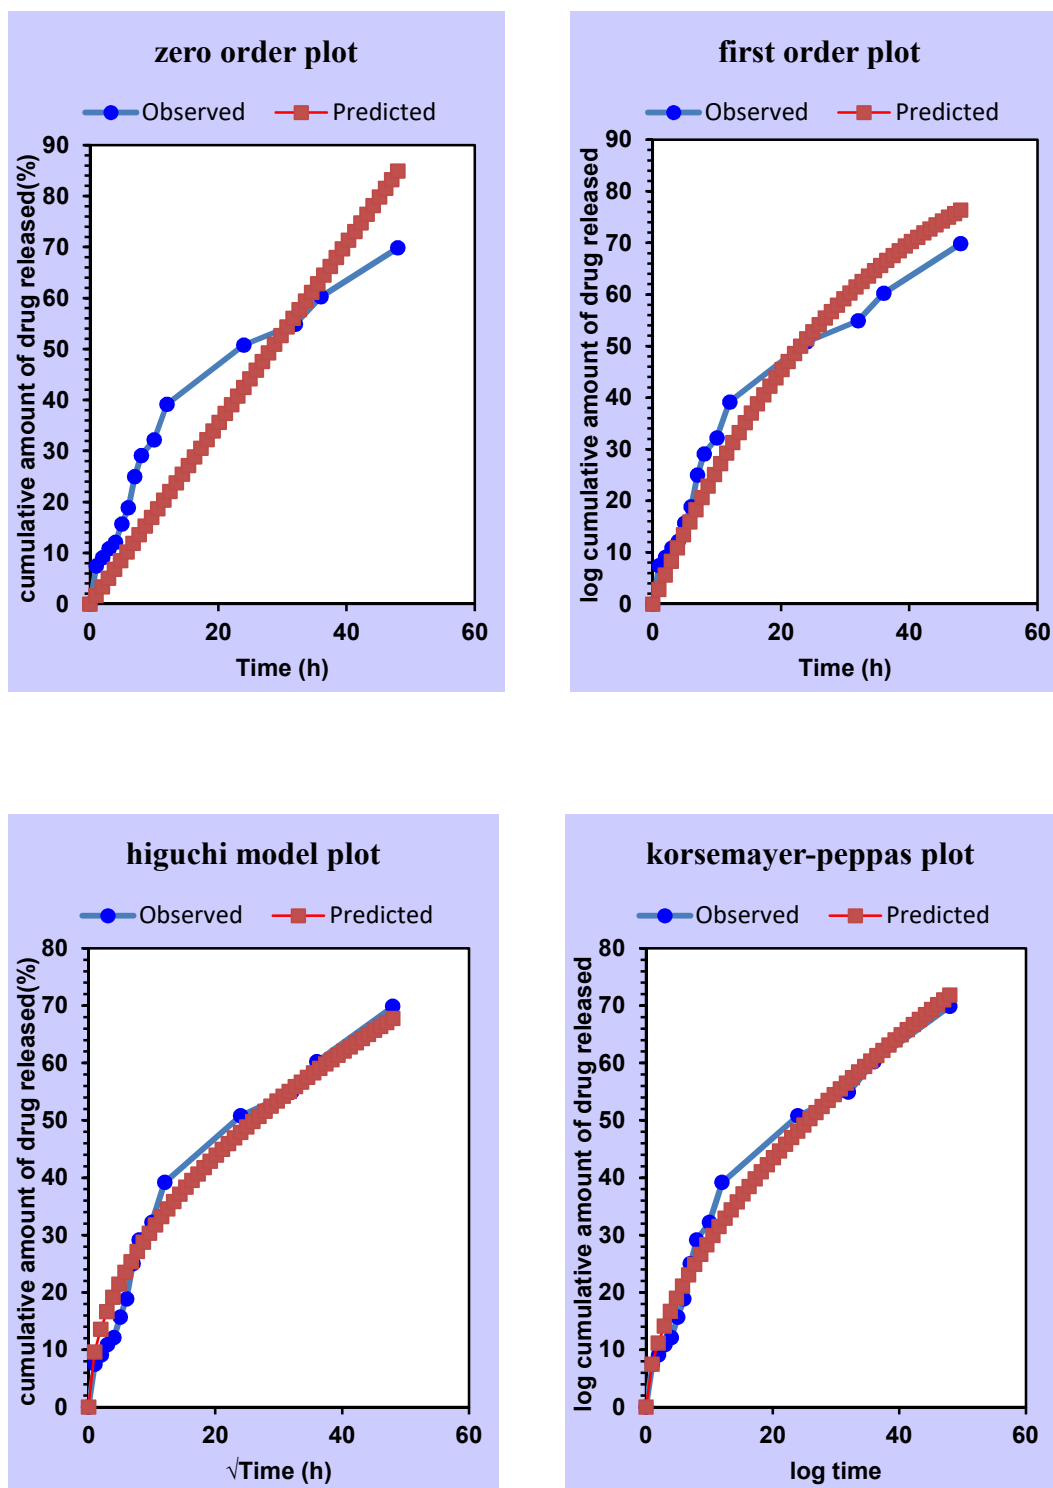 zero order plot
Observed Predicted
cumulative amount of drug released(%)
90
80
70
60
50
40
30
20
10
0
0 20 40 60
Time (h)
first order plot
Observed Predicted
log cumulative amount of drug released
90
80
70
60
50
40
30
20
10
0
0 20 40 60
Time (h)
higuchi model plot
Observed Predicted
cumulative amount of drug released(%)
80
70
60
50
40
30
20
10
0
0 20 40 60
√Time (h)
korsemayer-peppas plot
Observed Predicted
log cumulative amount of drug released
80
70
60
50
40
30
20
10
0
0 20 40 60
log time